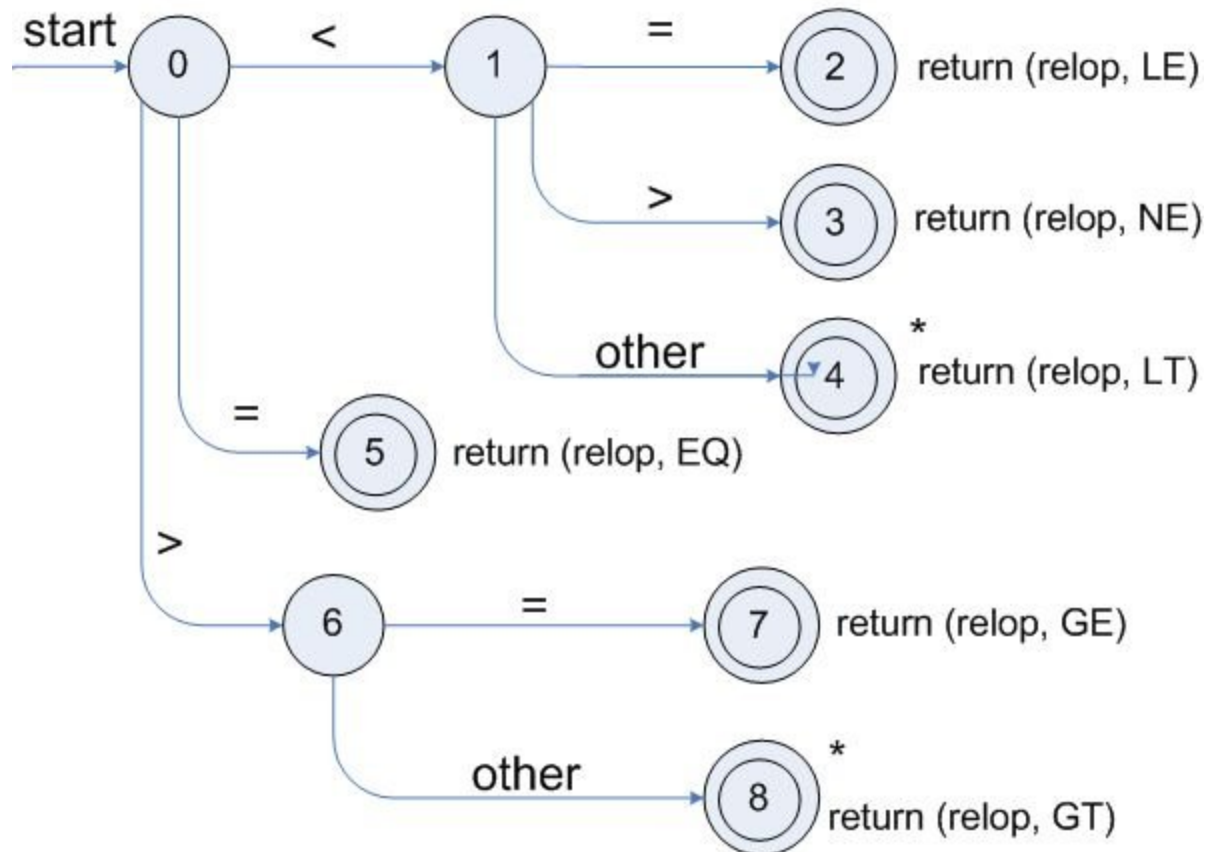 start
0
<
1
=
2
return (relop, LE)
>
3
return (relop, NE)
other
4
*
return (relop, LT)
=
5
return (relop, EQ)
>
6
=
7
return (relop, GE)
other
8
*
return (relop, GT)